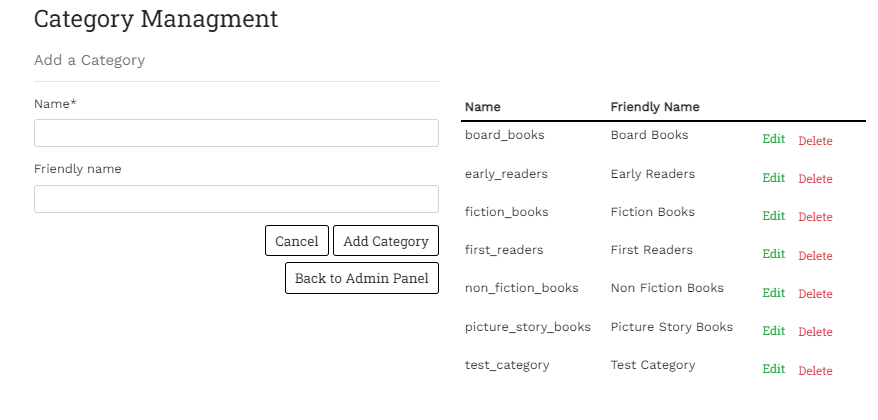 Category Managment
Add a Category
Name*
Friendly name
Cancel Add Category
Back to Admin Panel
Name Friendly Name
board_books Board Books Edit Delete
early_readers Early Readers Edit Delete
fiction_books Fiction Books Edit Delete
first_readers First Readers Edit Delete
non_fiction_books Non Fiction Books Edit Delete
picture_story_books Picture Story Books Edit Delete
test_category Test Category Edit Delete